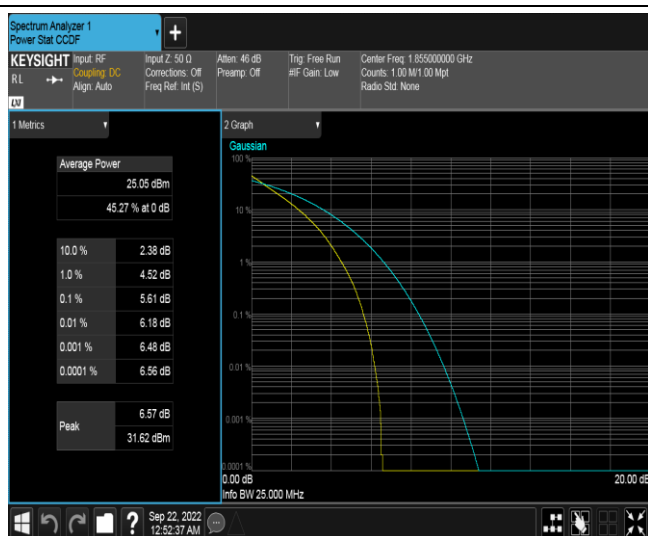 Spectrum Analyzer 1
Power Stat CCDF
+
KEYSIGHT
RL
LXI
Input: RF
Coupling: DC
Align: Auto
Input Z: 50 Ω
Corrections: Off
Freq Ref: Int (S)
Atten: 46 dB
Preamp: Off
Trig: Free Run
#IF Gain: Low
Center Freq: 1.855000000 GHz
Counts: 1.00 M/1.00 Mpt
Radio Std: None
1 Metrics
Average Power
25.05 dBm
45.27 % at 0 dB
10.0 % 2.38 dB
1.0 % 4.52 dB
0.1 % 5.61 dB
0.01 % 6.18 dB
0.001 % 6.48 dB
0.0001 % 6.56 dB
Peak
6.57 dB
31.62 dBm
2 Graph
Gaussian
100 %
10 %
1 %
0.1 %
0.01 %
0.001 %
0.0001 %
0.00 dB 20.00 dB
Info BW 25.000 MHz
?
Sep 22, 2022
12:52:37 AM